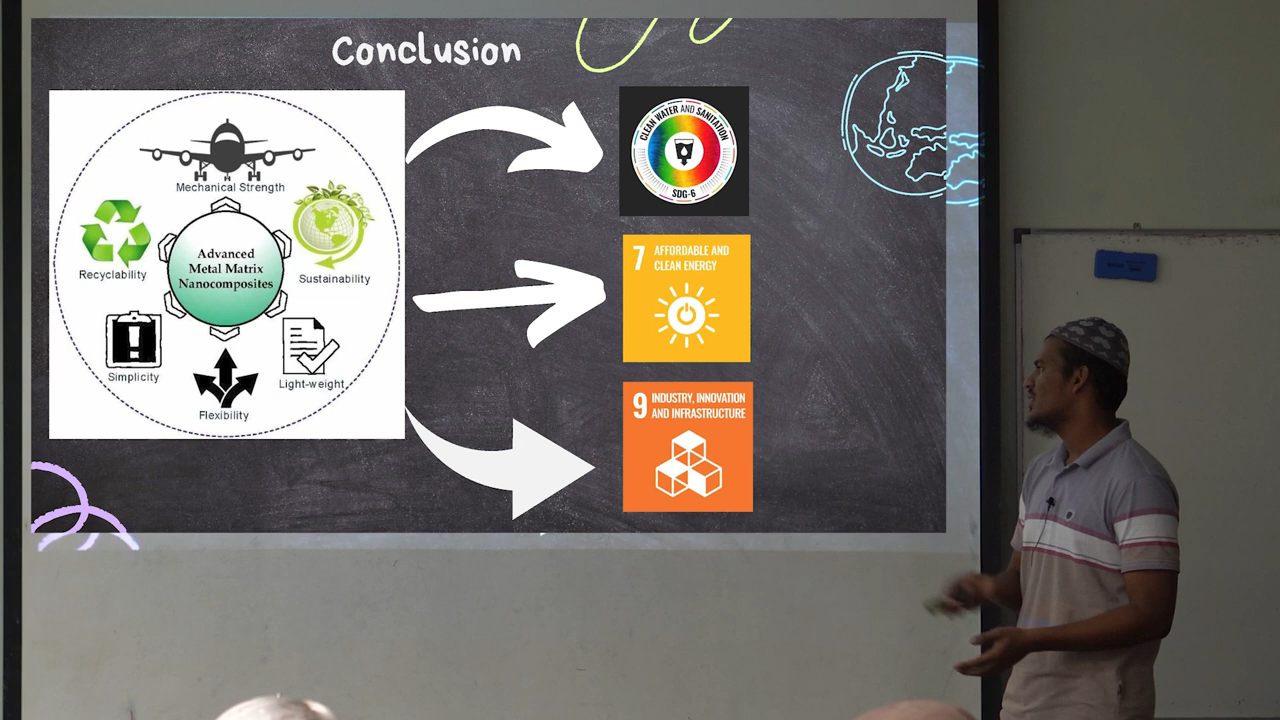 Conclusion
Mechanical Strength
Recyclability
Advanced
Metal Matrix
Nanocomposites
Sustainability
Simplicity
Flexibility
Light-weight
CLEAN WATER AND SANITATION
SDG-6
7 AFFORDABLE AND
CLEAN ENERGY
9 INDUSTRY, INNOVATION
AND INFRASTRUCTURE